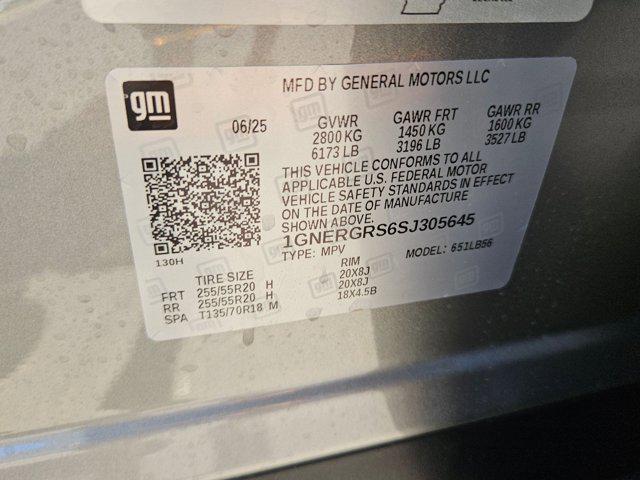 gm
MFD BY GENERAL MOTORS LLC
06/25
GVWR GAWR FRT GAWR RR
2800 KG 1450 KG 1600 KG
6173 LB 3196 LB 3527 LB
THIS VEHICLE CONFORMS TO ALL
APPLICABLE U.S. FEDERAL MOTOR
VEHICLE SAFETY STANDARDS IN EFFECT
ON THE DATE OF MANUFACTURE
SHOWN ABOVE.
1GNERGRS6SJ305645
TYPE: MPV MODEL: 651LB56
130H
TIRE SIZE RIM
FRT 255/55R20 H 20X8J
RR 255/55R20 H 20X8J
SPA T135/70R18 M 18X4.5B